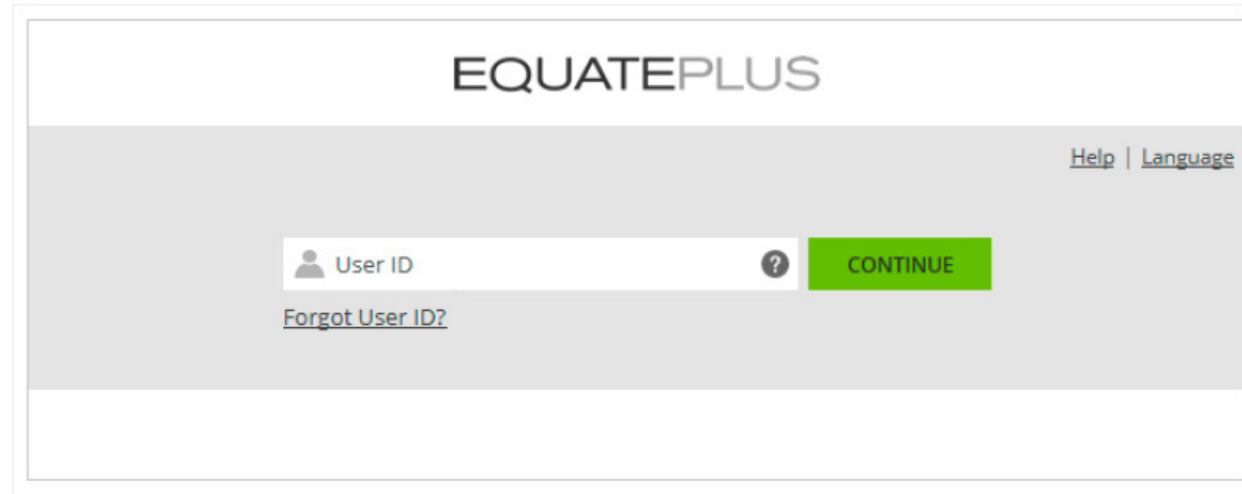 EQUATEPLUS
Help | Language
User ID ? CONTINUE
Forgot User ID?